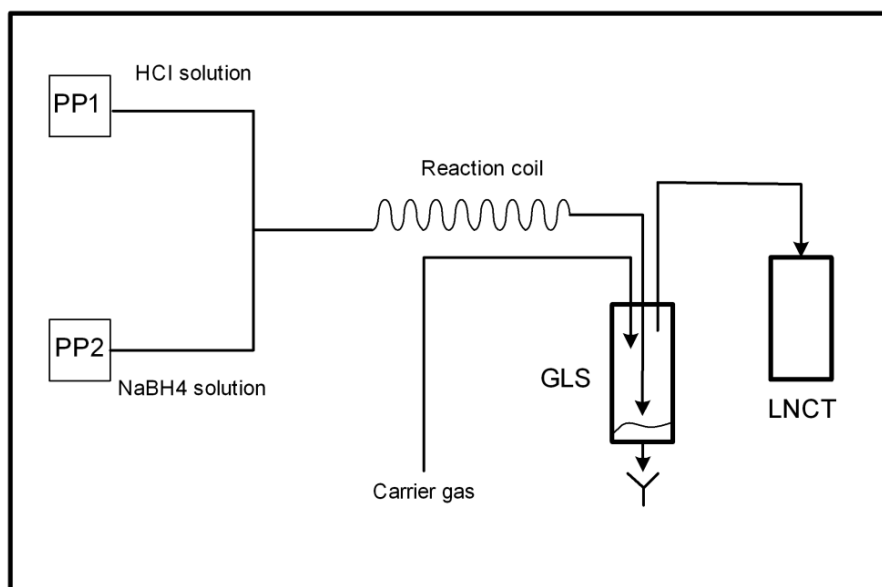 HCl solution
PP1
Reaction coil
PP2
NaBH4 solution
GLS
LNCT
Carrier gas